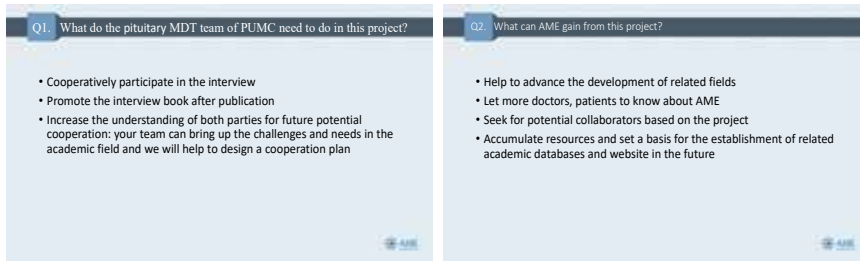 Q1. What do the pituitary MDT team of PUMC need to do in this project?
• Cooperatively participate in the interview
• Promote the interview book after publication
• Increase the understanding of both parties for future potential
cooperation: your team can bring up the challenges and needs in the
academic field and we will help to design a cooperation plan
AME
Q2. What can AME gain from this project?
• Help to advance the development of related fields
• Let more doctors, patients to know about AME
• Seek for potential collaborators based on the project
• Accumulate resources and set a basis for the establishment of related
academic databases and website in the future
AME